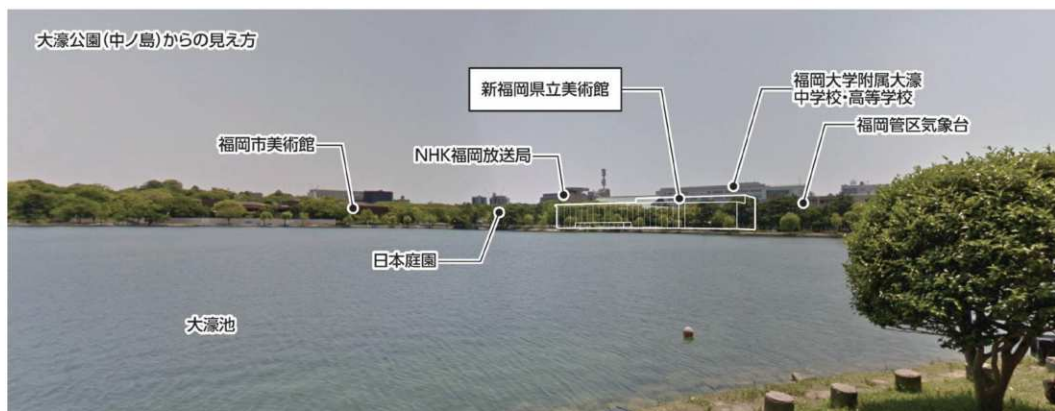 大濠公園(中ノ島)からの見え方
新福岡県立美術館
福岡大学附属大濠
中学校・高等学校
福岡管区気象台
福岡市美術館
NHK福岡放送局
日本庭園
大濠池